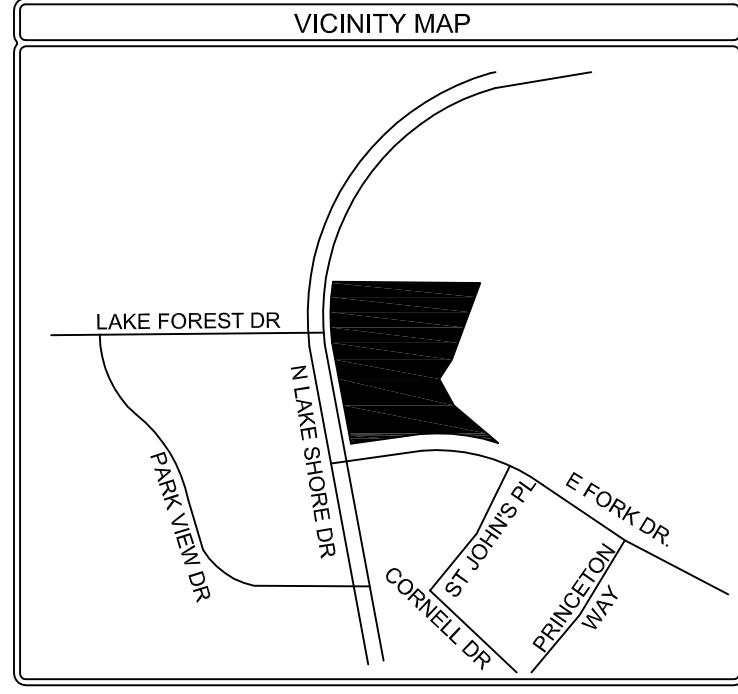 VICINITY MAP
LAKE FOREST DR
N LAKE SHORE DR
PARK VIEW DR
E FORK DR.
ST JOHN'S PL
CORNELL DR
PRINCETON
WAY